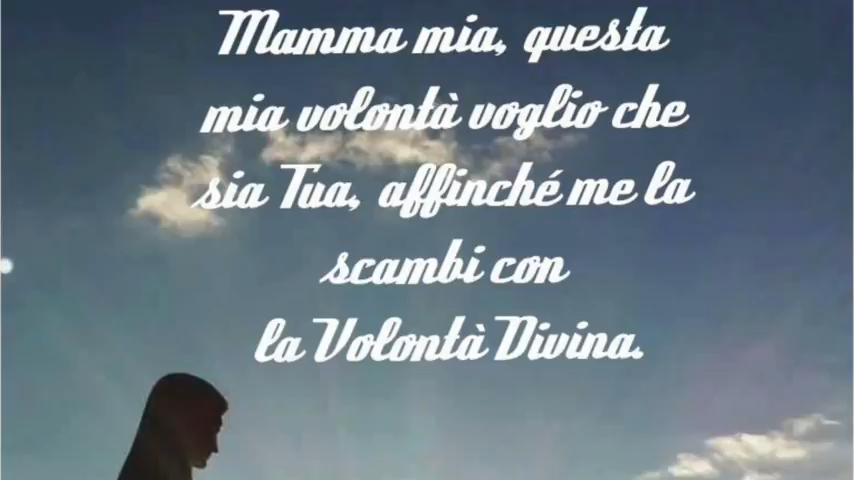 Mamma mia, questa
mia volontà voglio che
sia Tua, affinché me la
scambi con
la Volontà Divina.